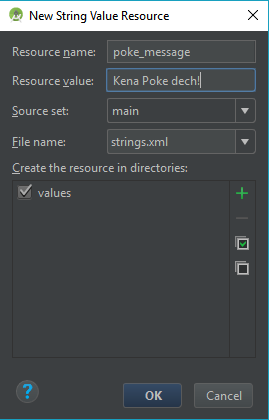 New String Value Resource
Resource name: poke_message
Resource value: Kena Poke dech!
Source set: main
File name: strings.xml
Create the resource in directories:
values
OK Cancel